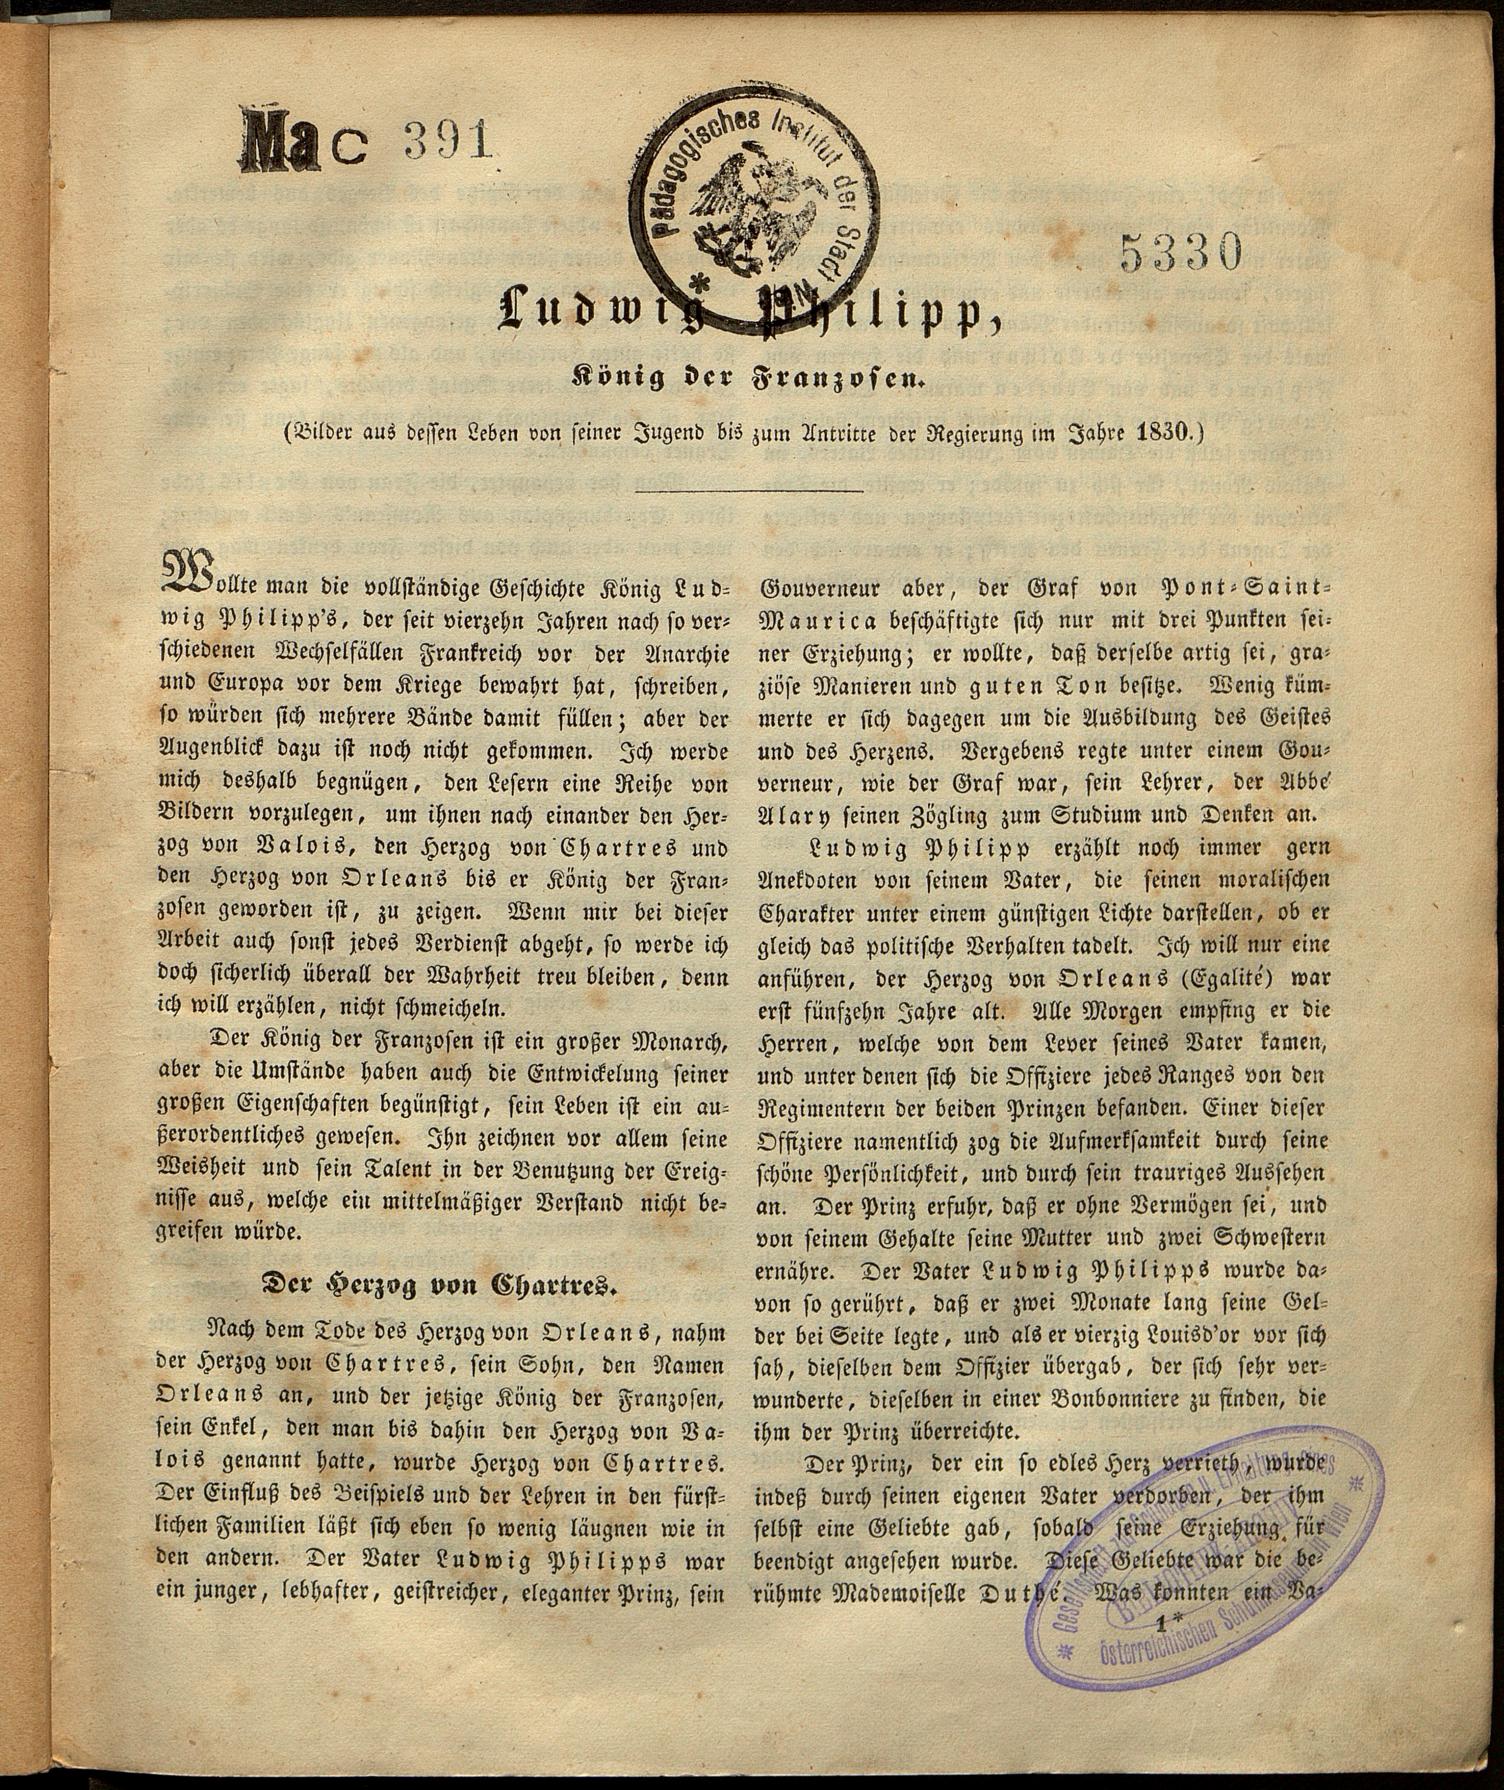 Mac 391
Pädagogisches Institut der Stadt
5330
Ludwig Philipp,
König der Franzosen.
(Bilder aus dessen Leben von seiner Jugend bis zum Antritte der Regierung im Jahre 1830.)
Wollte man die vollständige Geschichte König Lud-
wig Philipp's, der seit vierzehn Jahren nach so ver-
schiedenen Wechselfällen Frankreich vor der Anarchie
und Europa vor dem Kriege bewahrt hat, schreiben,
so würden sich mehrere Bände damit füllen; aber der
Augenblick dazu ist noch nicht gekommen. Ich werde
mich deshalb begnügen, den Lesern eine Reihe von
Bildern vorzulegen, um ihnen nach einander den Her-
zog von Valois, den Herzog von Chartres und
den Herzog von Orleans bis er König der Fran-
zosen geworden ist, zu zeigen. Wenn mir bei dieser
Arbeit auch sonst jedes Verdienst abgeht, so werde ich
doch sicherlich überall der Wahrheit treu bleiben, denn
ich will erzählen, nicht schmeicheln.
Der König der Franzosen ist ein großer Monarch,
aber die Umstände haben auch die Entwickelung seiner
großen Eigenschaften begünstigt, sein Leben ist ein au-
ßerordentliches gewesen. Ihn zeichnen vor allem seine
Weisheit und sein Talent in der Benutzung der Ereig-
nisse aus, welche ein mittelmäßiger Verstand nicht be-
greifen würde.
Der Herzog von Chartres.
Nach dem Tode des Herzog von Orleans, nahm
der Herzog von Chartres, sein Sohn, den Namen
Orleans an, und der jetzige König der Franzosen,
sein Enkel, den man bis dahin den Herzog von Va-
lois genannt hatte, wurde Herzog von Chartres.
Der Einfluß des Beispiels und der Lehren in den fürst-
lichen Familien läßt sich eben so wenig läugnen wie in
den andern. Der Vater Ludwig Philipps war
ein junger, lebhafter, geistreicher, eleganter Prinz, sein
Gouverneur aber, der Graf von Pont-Saint-
Maurica beschäftigte sich nur mit drei Punkten sei-
ner Erziehung; er wollte, daß derselbe artig sei, gra-
ziöse Manieren und guten Ton besitze. Wenig küm-
merte er sich dagegen um die Ausbildung des Geistes
und des Herzens. Vergebens regte unter einem Gou-
verneur, wie der Graf war, sein Lehrer, der Abbé
Alary seinen Zögling zum Studium und Denken an.
Ludwig Philipp erzählt noch immer gern
Anekdoten von seinem Vater, die seinen moralischen
Charakter unter einem günstigen Lichte darstellen, ob er
gleich das politische Verhalten tadelt. Ich will nur eine
anführen, der Herzog von Orleans (Egalité) war
erst fünfzehn Jahre alt. Alle Morgen empfing er die
Herren, welche von dem Lever seines Vater kamen,
und unter denen sich die Offiziere jedes Ranges von den
Regimentern der beiden Prinzen befanden. Einer dieser
Offiziere namentlich zog die Aufmerksamkeit durch seine
schöne Persönlichkeit, und durch sein trauriges Aussehen
an. Der Prinz erfuhr, daß er ohne Vermögen sei, und
von seinem Gehalte seine Mutter und zwei Schwestern
ernähre. Der Vater Ludwig Philipps wurde da-
von so gerührt, daß er zwei Monate lang seine Gel-
der bei Seite legte, und als er vierzig Louisd'or vor sich
sah, dieselben dem Offizier übergab, der sich sehr ver-
wunderte, dieselben in einer Bonbonniere zu finden, die
ihm der Prinz überreichte.
Der Prinz, der ein so edles Herz verrieth, wurde
indeß durch seinen eigenen Vater verdorben, der ihm
selbst eine Geliebte gab, sobald seine Erziehung für
beendigt angesehen wurde. Diese Geliebte war die be-
rühmte Mademoiselle Duthé. Was konnten ein Va-
1*
österreichischen Schulmuseums in Wien